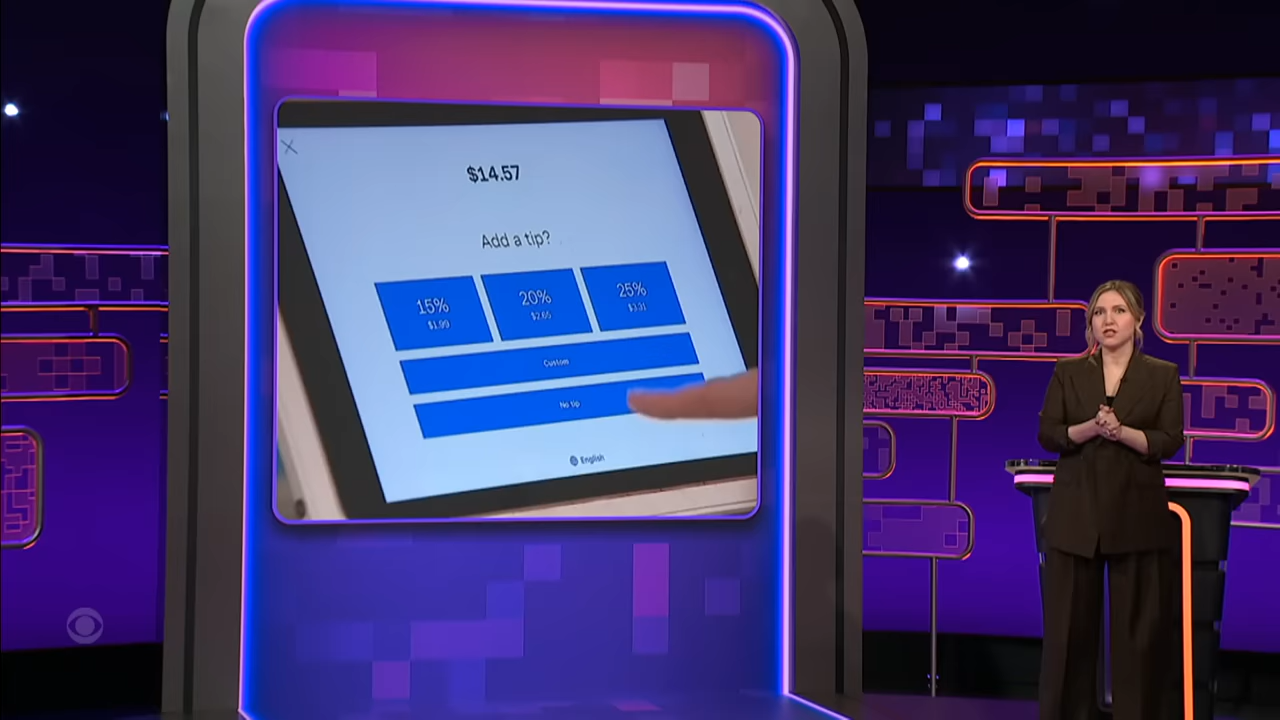 $14.57
Add a tip?
15%
$1.99
20%
$2.65
25%
$3.31
Custom
No tip
English